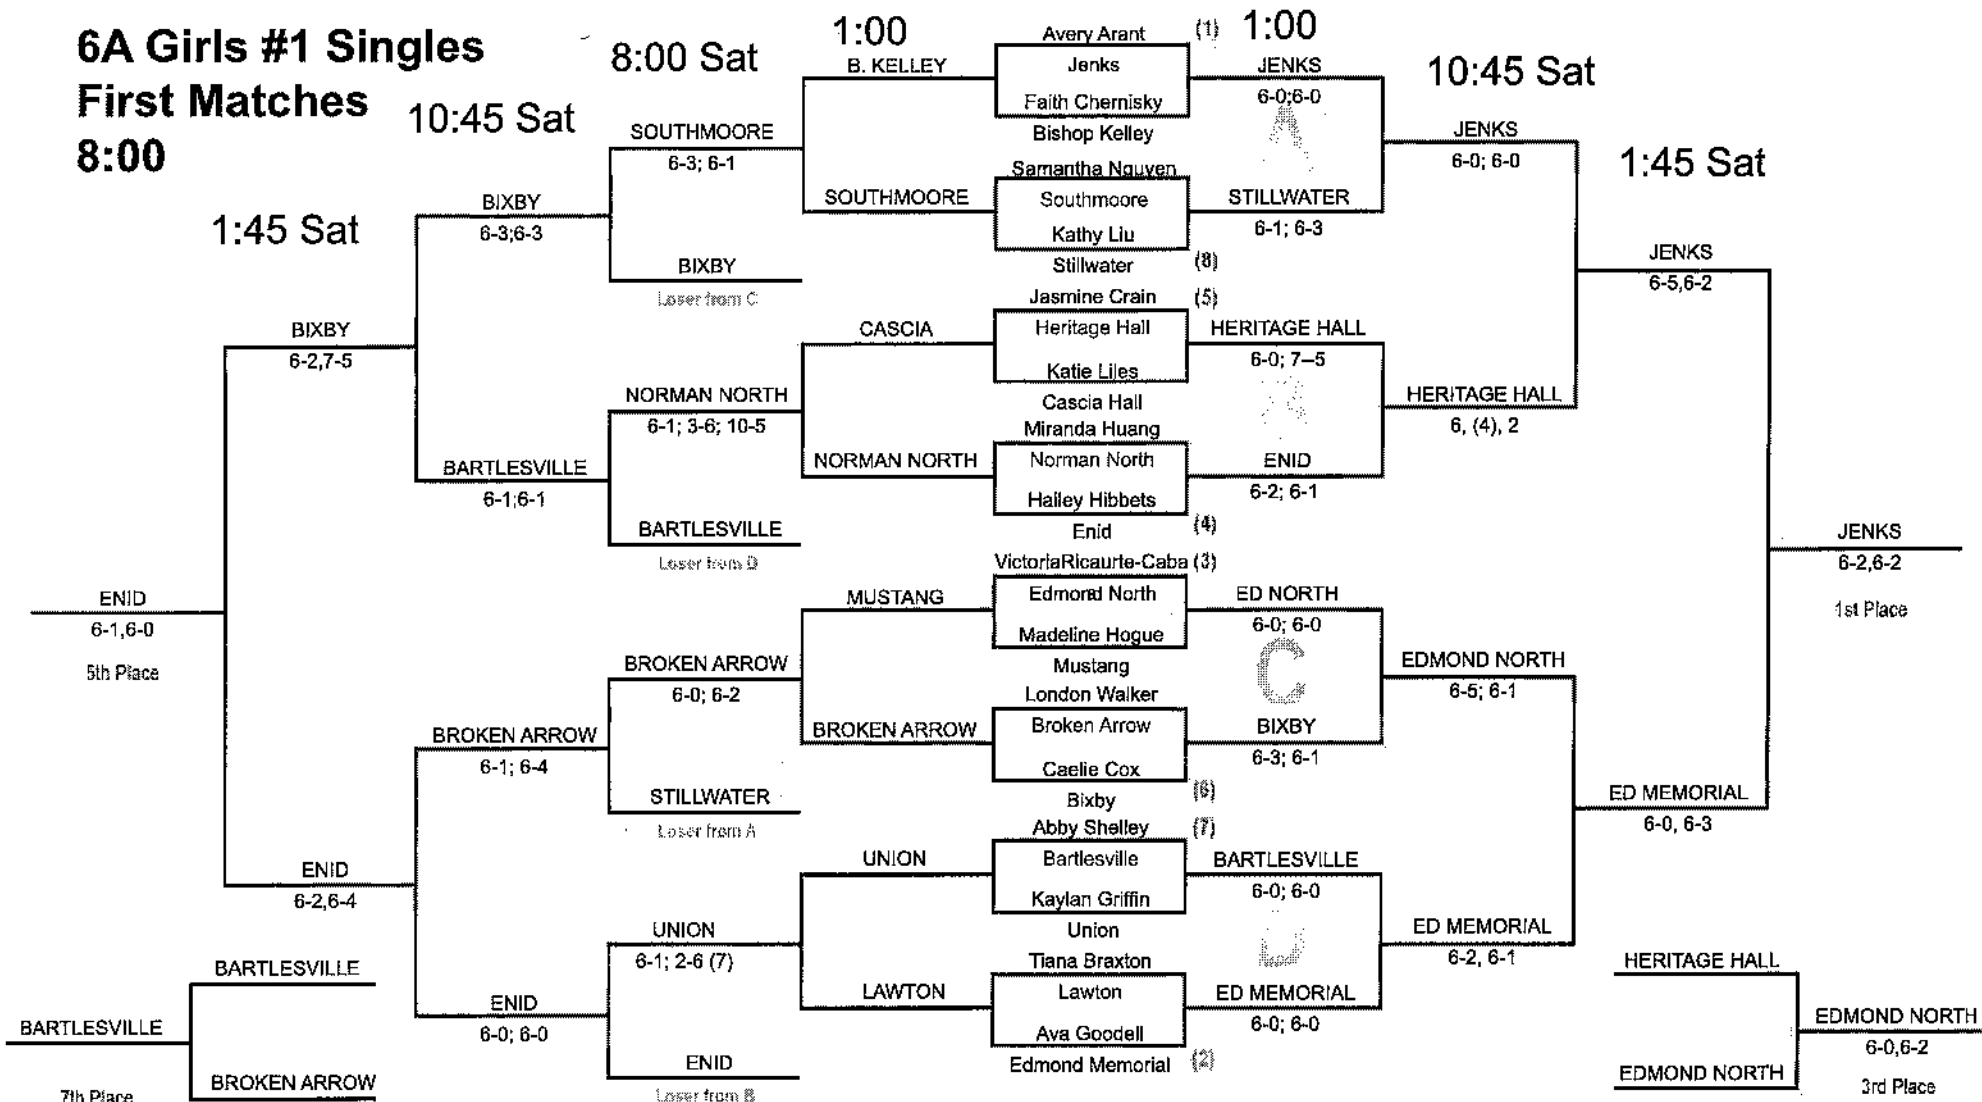 6A Girls #1 Singles
First Matches
8:00
1:45 Sat
10:45 Sat
8:00 Sat
1:00
1:00
10:45 Sat
1:45 Sat
ENID
6-1,6-0
5th Place
BIXBY
6-2,7-5
ENID
6-2,6-4
BIXBY
6-3;6-3
BARTLESVILLE
6-1;6-1
BROKEN ARROW
6-1; 6-4
ENID
6-0; 6-0
SOUTHMOORE
6-3; 6-1
BIXBY
Loser from C
NORMAN NORTH
6-1; 3-6; 10-5
BARTLESVILLE
Loser from D
BROKEN ARROW
6-0; 6-2
STILLWATER
Loser from A
UNION
6-1; 2-6 (7)
ENID
Loser from B
B. KELLEY
SOUTHMOORE
CASCIA
NORMAN NORTH
MUSTANG
BROKEN ARROW
UNION
LAWTON
Avery Arant (1)
Jenks
Faith Chernisky
Bishop Kelley
Samantha Nguyen
Southmoore
Kathy Liu
Stillwater (8)
Jasmine Crain (5)
Heritage Hall
Katie Liles
Cascia Hall
Miranda Huang
Norman North
Hailey Hibbets
Enid (4)
VictoriaRicaurte-Caba (3)
Edmond North
Madeline Hogue
Mustang
London Walker
Broken Arrow
Caelie Cox
Bixby (6)
Abby Shelley (7)
Bartlesville
Kaylan Griffin
Union
Tiana Braxton
Lawton
Ava Goodell
Edmond Memorial (2)
JENKS
6-0;6-0
A
STILLWATER
6-1; 6-3
HERITAGE HALL
6-0; 7--5
ENID
6-2; 6-1
ED NORTH
6-0; 6-0
C
BIXBY
6-3; 6-1
BARTLESVILLE
6-0; 6-0
D
ED MEMORIAL
6-0; 6-0
JENKS
6-0; 6-0
HERITAGE HALL
6, (4), 2
EDMOND NORTH
6-5; 6-1
ED MEMORIAL
6-2, 6-1
JENKS
6-5,6-2
ED MEMORIAL
6-0, 6-3
JENKS
6-2,6-2
1st Place
BARTLESVILLE
BROKEN ARROW
BARTLESVILLE
7th Place
HERITAGE HALL
EDMOND NORTH
EDMOND NORTH
6-0,6-2
3rd Place